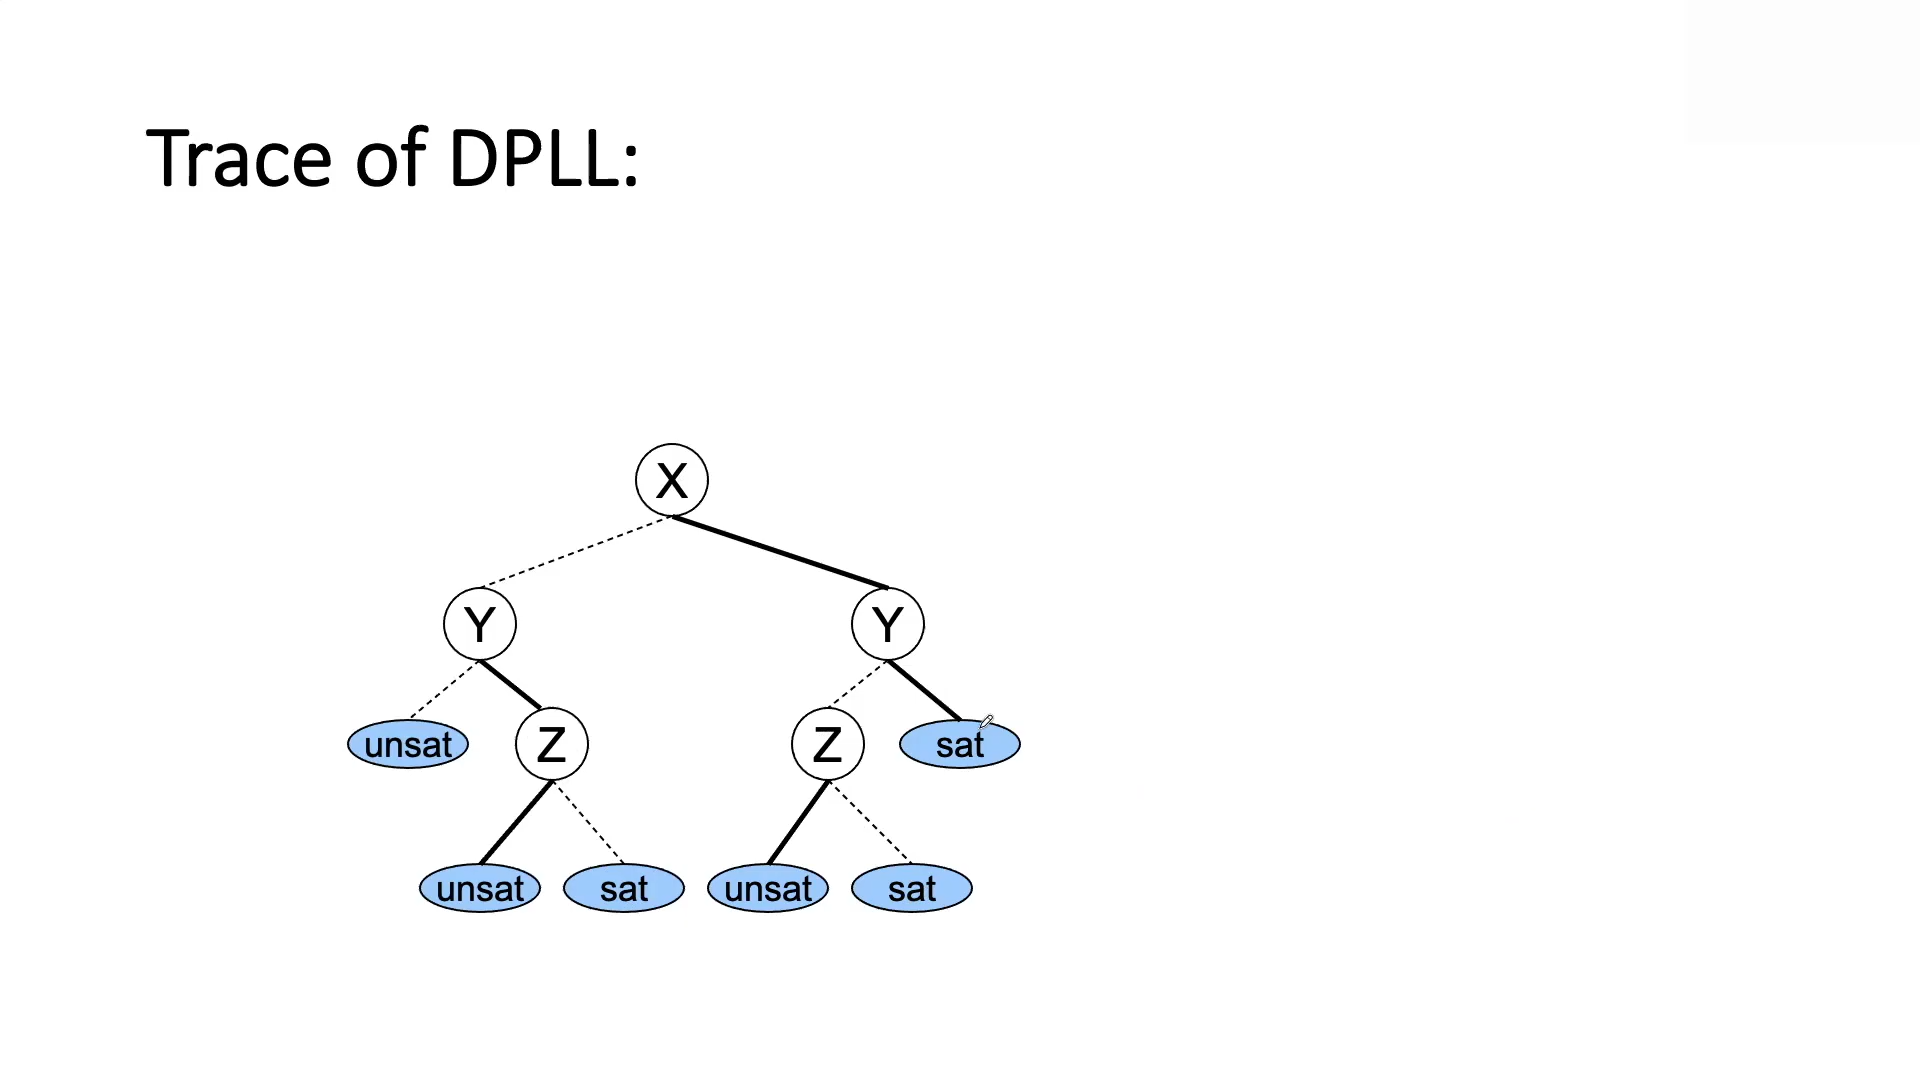 Trace of DPLL:
X
Y Y
unsat Z Z sat
unsat sat unsat sat